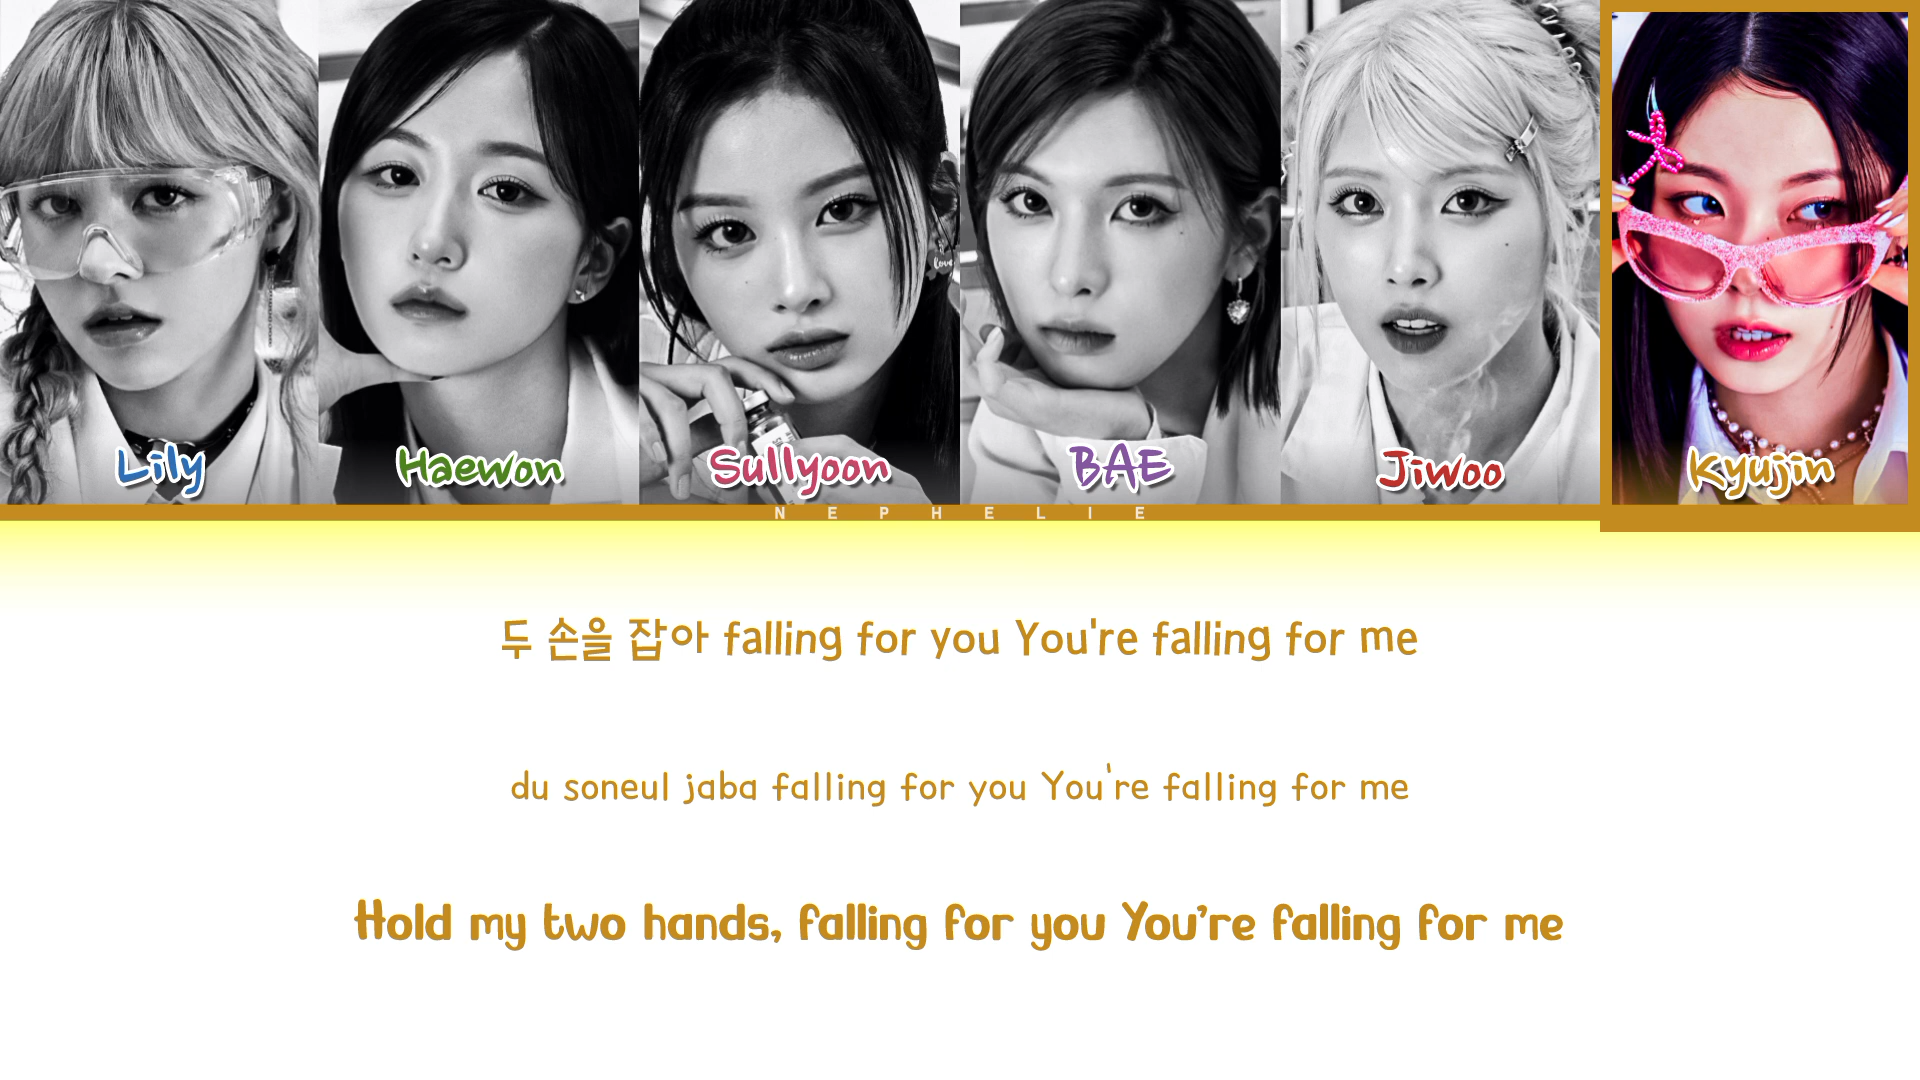 Lily
Haewon
Sullyoon
BAE
Jiwoo
Kyujin
NEPHELIE
두 손을 잡아 falling for you You're falling for me
du soneul jaba falling for you You're falling for me
Hold my two hands, falling for you You're falling for me